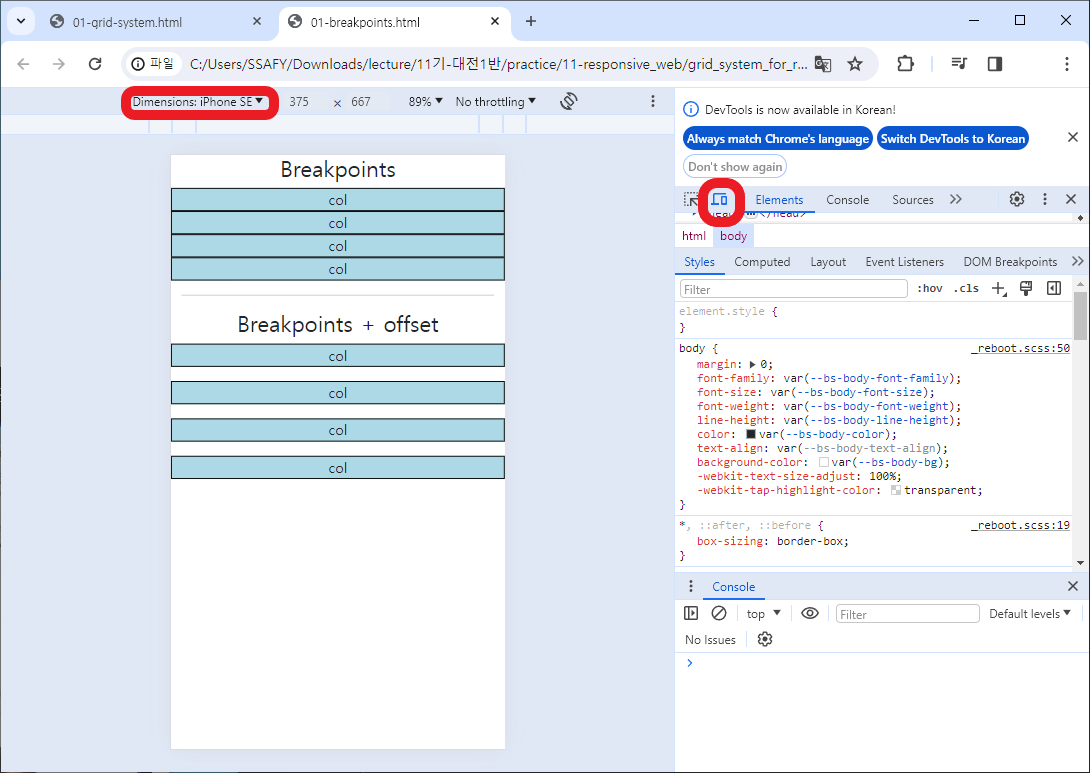 01-grid-system.html
01-breakpoints.html
파일 C:/Users/SSAFY/Downloads/lecture/11기-대전1반/practice/11-responsive_web/grid_system_for_r...
Dimensions: iPhone SE 375 × 667 89% No throttling
Breakpoints
col
col
col
col
Breakpoints + offset
col
col
col
col
DevTools is now available in Korean!
Always match Chrome's language Switch DevTools to Korean
Don't show again
Elements Console Sources
html body
Styles Computed Layout Event Listeners DOM Breakpoints
Filter :hov .cls
element.style {
}
body { _reboot.scss:50
margin: 0;
font-family: var(--bs-body-font-family);
font-size: var(--bs-body-font-size);
font-weight: var(--bs-body-font-weight);
line-height: var(--bs-body-line-height);
color: var(--bs-body-color);
text-align: var(--bs-body-text-align);
background-color: var(--bs-body-bg);
-webkit-text-size-adjust: 100%;
-webkit-tap-highlight-color: transparent;
}
*, ::after, ::before { _reboot.scss:19
box-sizing: border-box;
}
Console
top Filter Default levels
No Issues